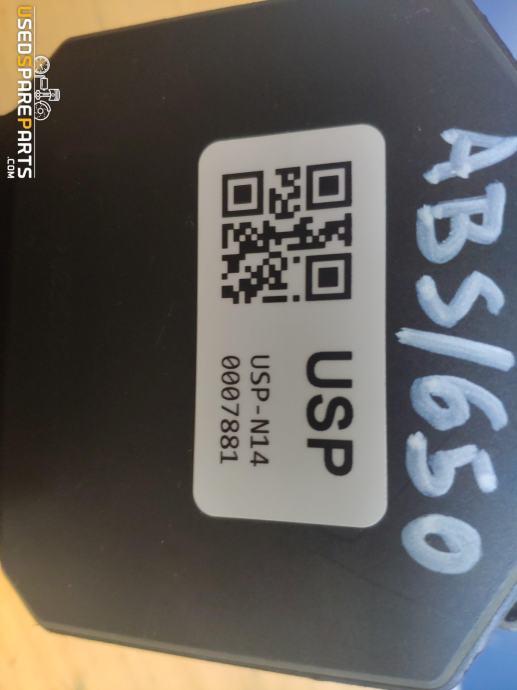 USEDSPAREPARTS
.COM
ABS/650
USP
USP-N14
0007881